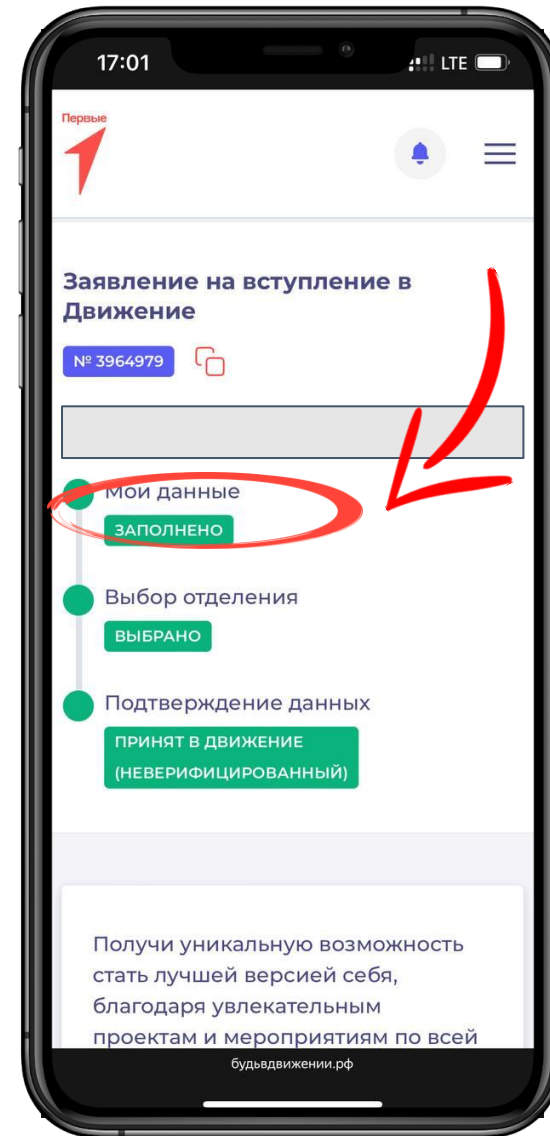 17:01
LTE
Первые
Заявление на вступление в
Движение
№ 3964979
Мои данные
ЗАПОЛНЕНО
Выбор отделения
ВЫБРАНО
Подтверждение данных
ПРИНЯТ В ДВИЖЕНИЕ
(НЕВЕРИФИЦИРОВАННЫЙ)
Получи уникальную возможность
стать лучшей версией себя,
благодаря увлекательным
проектам и мероприятиям по всей
будьвдвижении.рф